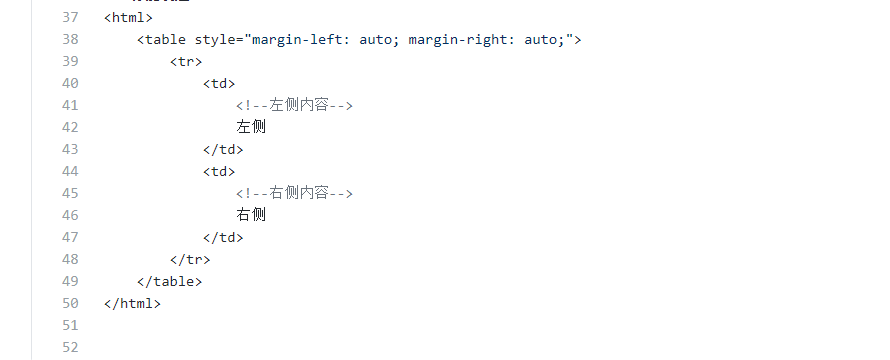 37 <html>
38 <table style="margin-left: auto; margin-right: auto;">
39 <tr>
40 <td>
41 <!--左侧内容-->
42 左侧
43 </td>
44 <td>
45 <!--右侧内容-->
46 右侧
47 </td>
48 </tr>
49 </table>
50 </html>
51
52